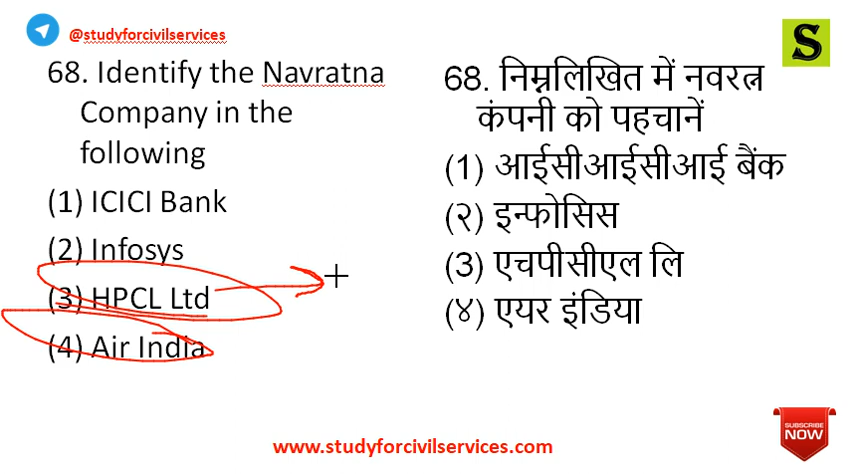 @studyforcivilservices
S
68. Identify the Navratna
Company in the
following
(1) ICICI Bank
(2) Infosys
(3) HPCL Ltd
(4) Air India
68. निम्नलिखित में नवरत्न
कंपनी को पहचानें
(1) आईसीआईसीआई बैंक
(२) इन्फोसिस
(3) एचपीसीएल लि
(४) एयर इंडिया
SUBSCRIBE
NOW
www.studyforcivilservices.com